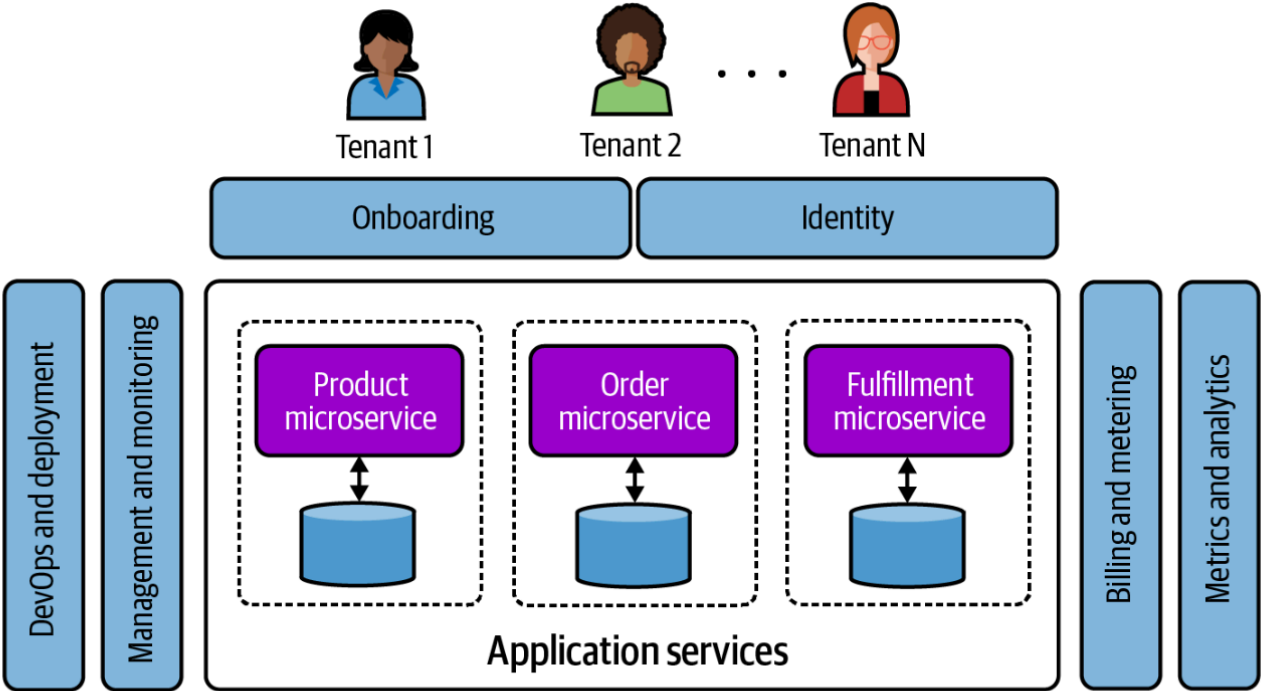 Tenant 1
Tenant 2
. . .
Tenant N
Onboarding
Identity
DevOps and deployment
Management and monitoring
Product
microservice
Order
microservice
Fulfillment
microservice
Application services
Billing and metering
Metrics and analytics